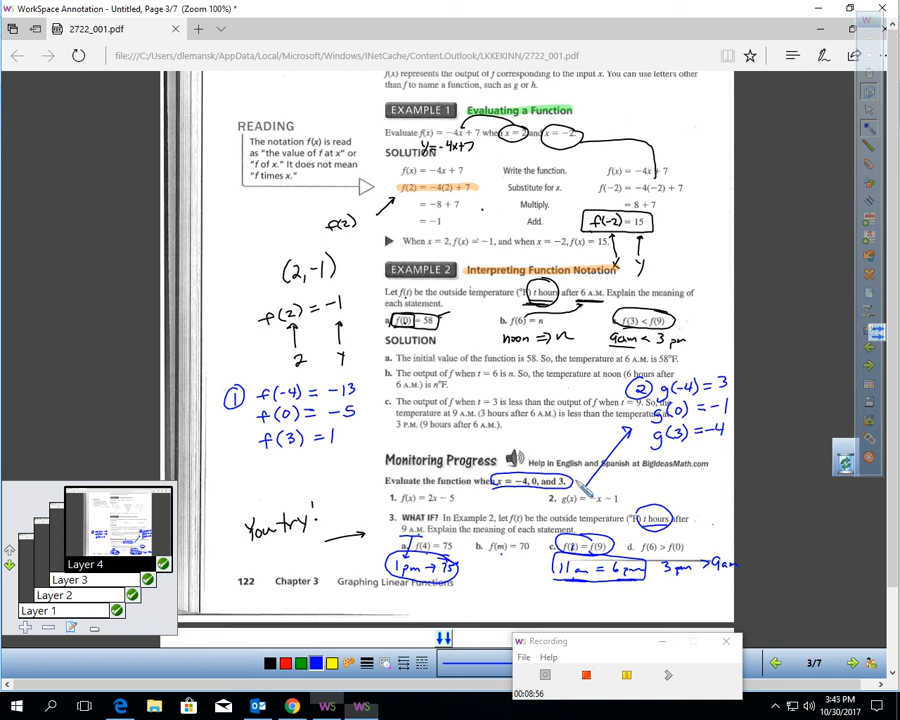 WorkSpace Annotation - Untitled, Page 3/7 (Zoom 100%) *
2722_001.pdf
file:///C:/Users/dlemansk/AppData/Local/Microsoft/Windows/INetCache/Content.Outlook/LKKEKINN/2722_001.pdf
f(x) represents the output of f corresponding to the input x. You can use letters other
than f to name a function, such as g or h.
EXAMPLE 1 Evaluating a Function
Evaluate f(x) = −4x + 7 when x = 2 and x = −2.
y = -4x+7
READING
The notation f(x) is read
as "the value of f at x" or
"f of x." It does not mean
"f times x."
SOLUTION
f(x) = −4x + 7 Write the function. f(x) = −4x + 7
f(2) = −4(2) + 7 Substitute for x. f(−2) = −4(−2) + 7
= −8 + 7 Multiply. = 8 + 7
= −1 Add. f(-2) = 15
f(2)
When x = 2, f(x) = −1, and when x = −2, f(x) = 15.
x y
(2,-1)
f(2) = -1
2 y
EXAMPLE 2 Interpreting Function Notation
Let f(t) be the outside temperature (°F) t hours after 6 A.M. Explain the meaning of
each statement.
a. f(0) = 58 b. f(6) = n c. f(3) < f(9)
noon ⇒ n 9am < 3 pm
SOLUTION
a. The initial value of the function is 58. So, the temperature at 6 A.M. is 58°F.
b. The output of f when t = 6 is n. So, the temperature at noon (6 hours after
6 A.M.) is n°F.
c. The output of f when t = 3 is less than the output of f when t = 9. So, the
temperature at 9 A.M. (3 hours after 6 A.M.) is less than the temperature at
3 P.M. (9 hours after 6 A.M.).
① f(-4) = -13
f(0) = -5
f(3) = 1
② g(-4) = 3
g(0) = -1
g(3) = -4
Monitoring Progress Help in English and Spanish at BigIdeasMath.com
Evaluate the function when x = −4, 0, and 3.
1. f(x) = 2x − 5 2. g(x) = −x − 1
You try!
3. WHAT IF? In Example 2, let f(t) be the outside temperature (°F) t hours after
9 A.M. Explain the meaning of each statement.
a. f(4) = 75 b. f(m) = 70 c. f(2) = f(9) d. f(6) > f(0)
1pm → 75 11am = 6pm 3pm > 9am
122 Chapter 3 Graphing Linear Functions
Layer 4
Layer 3
Layer 2
Layer 1
Recording
File Help
00:08:56
3/7
3:43 PM
10/30/2017